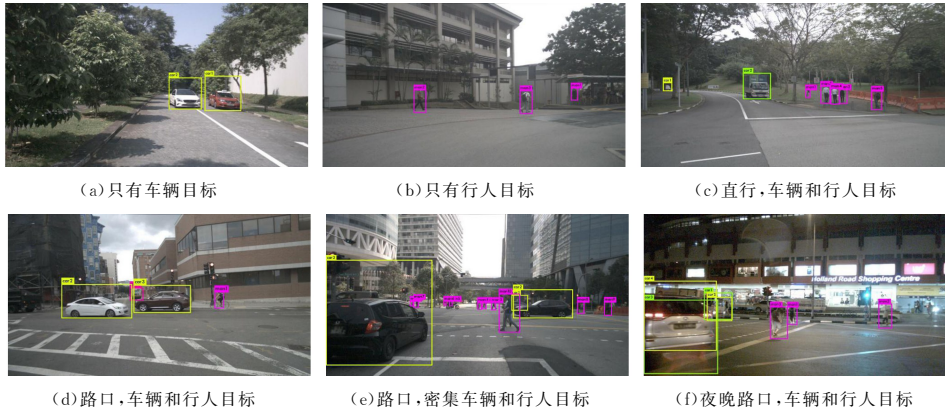 (a)只有车辆目标
(b)只有行人目标
(c)直行,车辆和行人目标
Holland Road Shopping Centre
(d)路口,车辆和行人目标
(e)路口,密集车辆和行人目标
(f)夜晚路口,车辆和行人目标